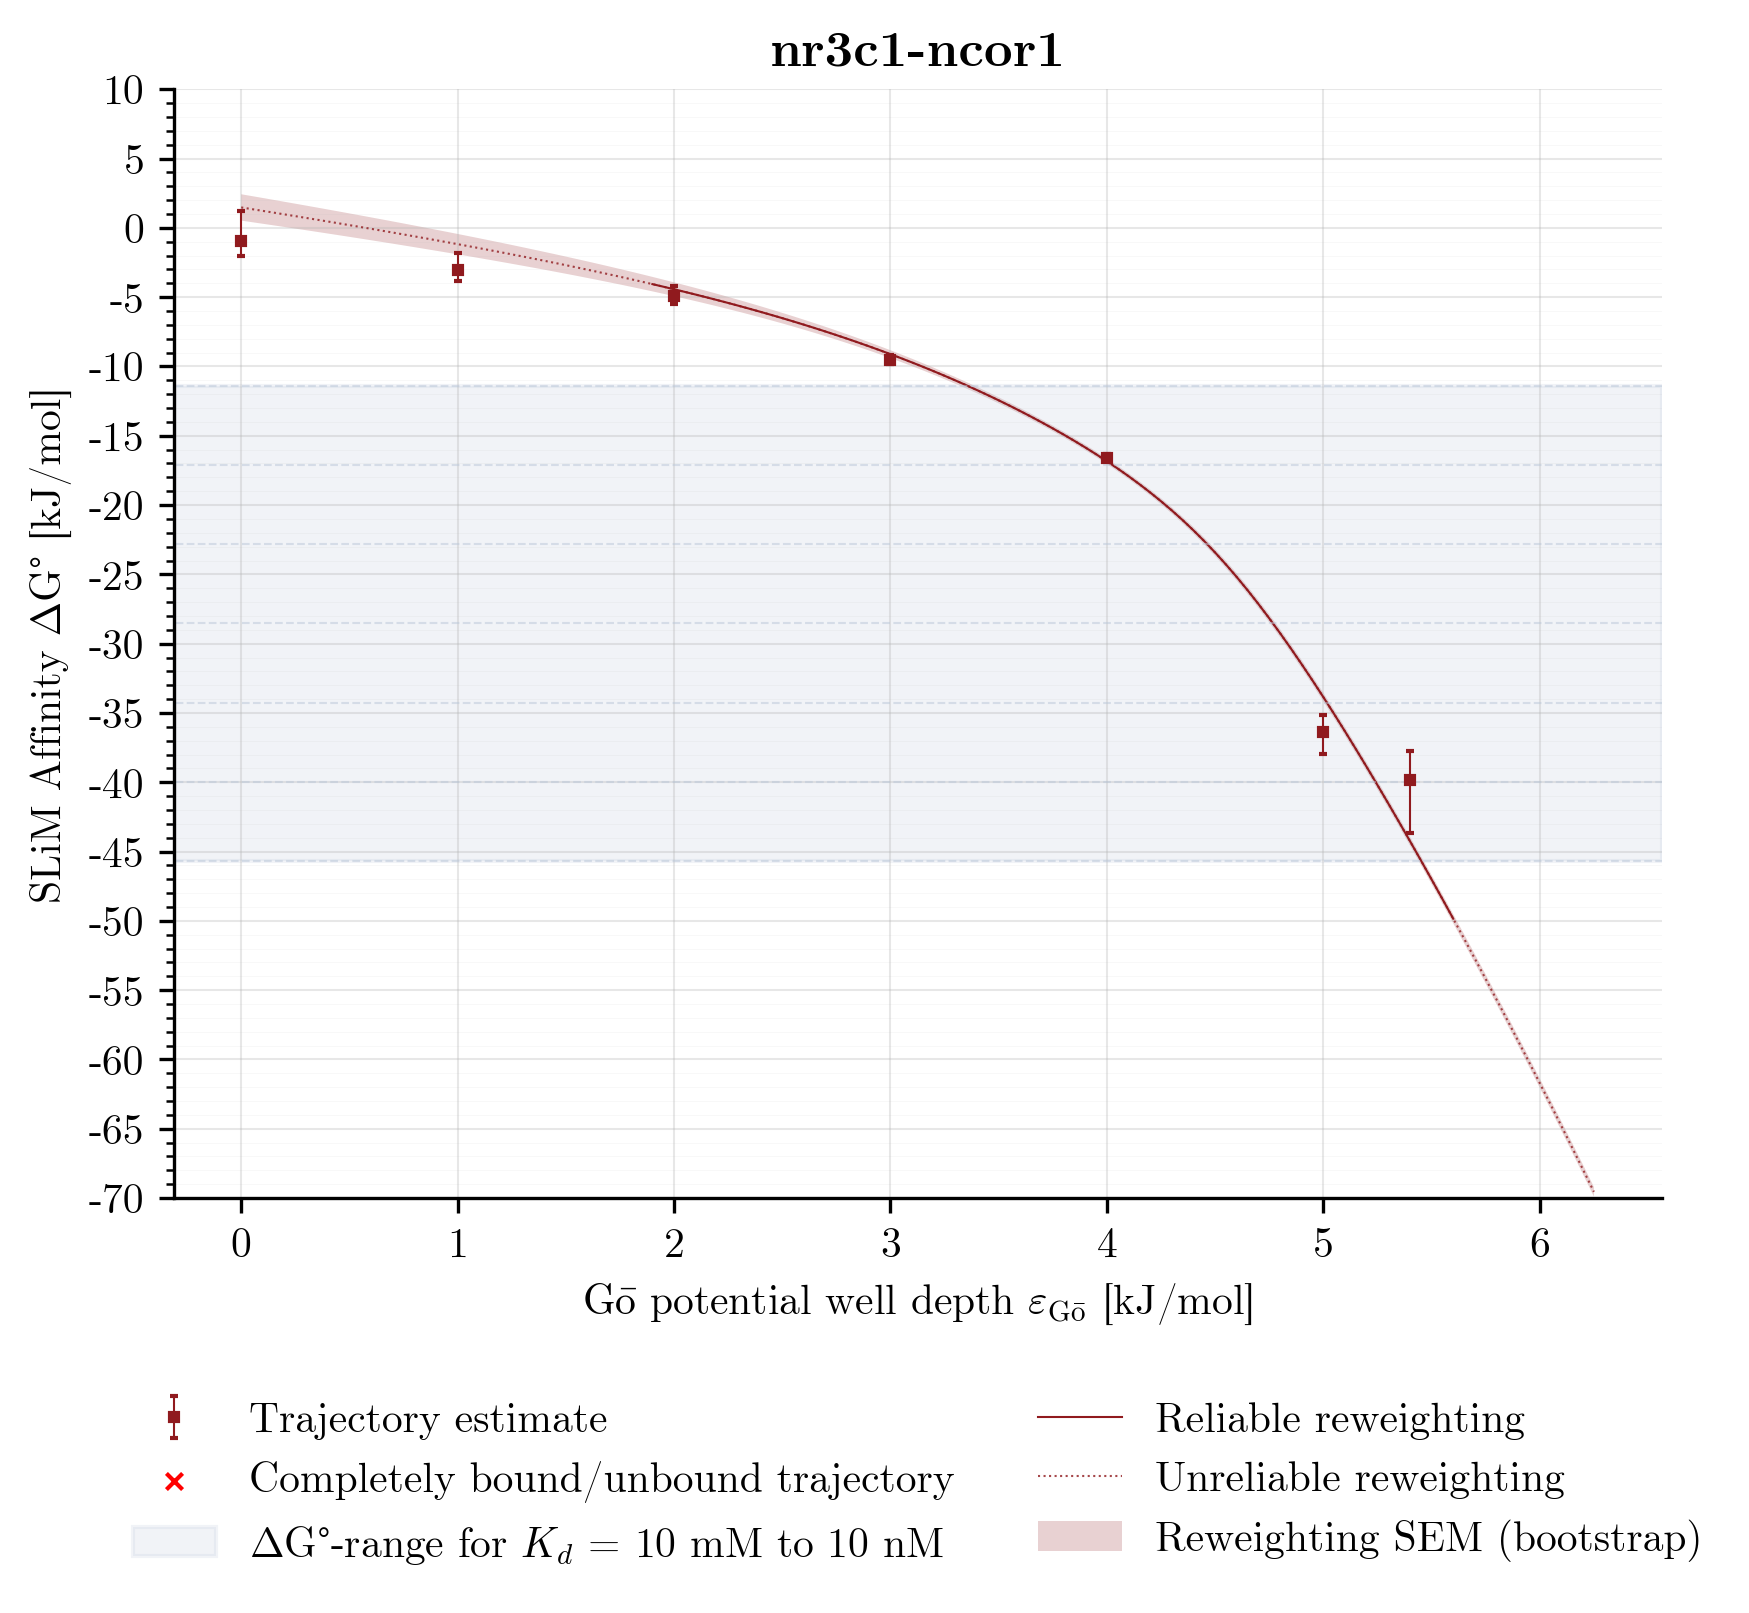 nr3c1-ncor1
10
5
0
-5
-10
-15
-20
-25
-30
-35
-40
-45
-50
-55
-60
-65
-70
SLiM Affinity ΔG° [kJ/mol]
0 1 2 3 4 5 6
Gō potential well depth ε_Gō [kJ/mol]
Trajectory estimate
Completely bound/unbound trajectory
ΔG°-range for K_d = 10 mM to 10 nM
Reliable reweighting
Unreliable reweighting
Reweighting SEM (bootstrap)